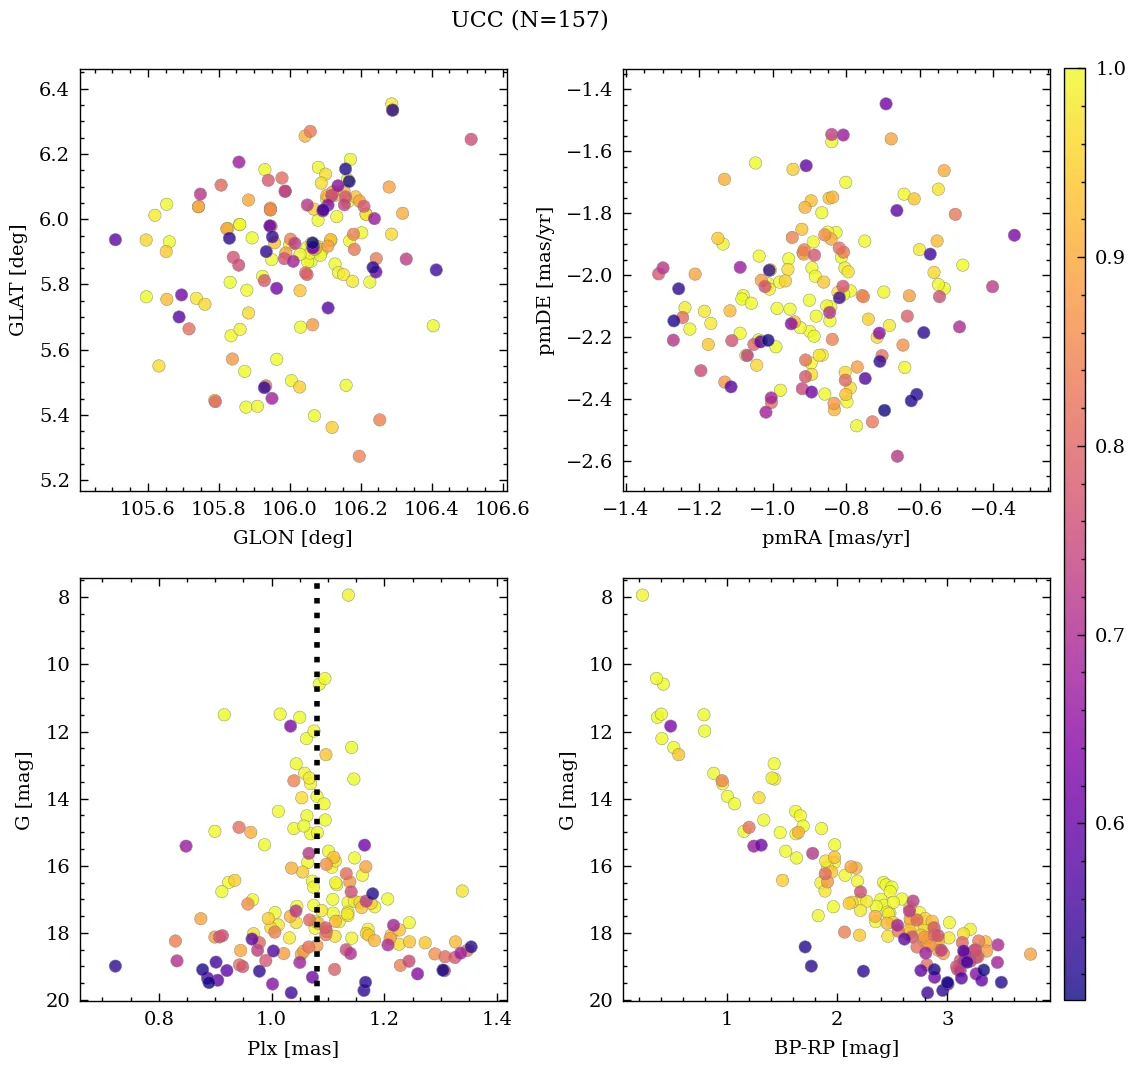 UCC (N=157)
6.4
6.2
6.0
5.8
5.6
5.4
5.2
GLAT [deg]
105.6 105.8 106.0 106.2 106.4 106.6
GLON [deg]
−1.4
−1.6
−1.8
−2.0
−2.2
−2.4
−2.6
pmDE [mas/yr]
−1.4 −1.2 −1.0 −0.8 −0.6 −0.4
pmRA [mas/yr]
1.0
0.9
0.8
0.7
0.6
8
10
12
14
16
18
20
G [mag]
0.8 1.0 1.2 1.4
Plx [mas]
8
10
12
14
16
18
20
G [mag]
1 2 3
BP-RP [mag]